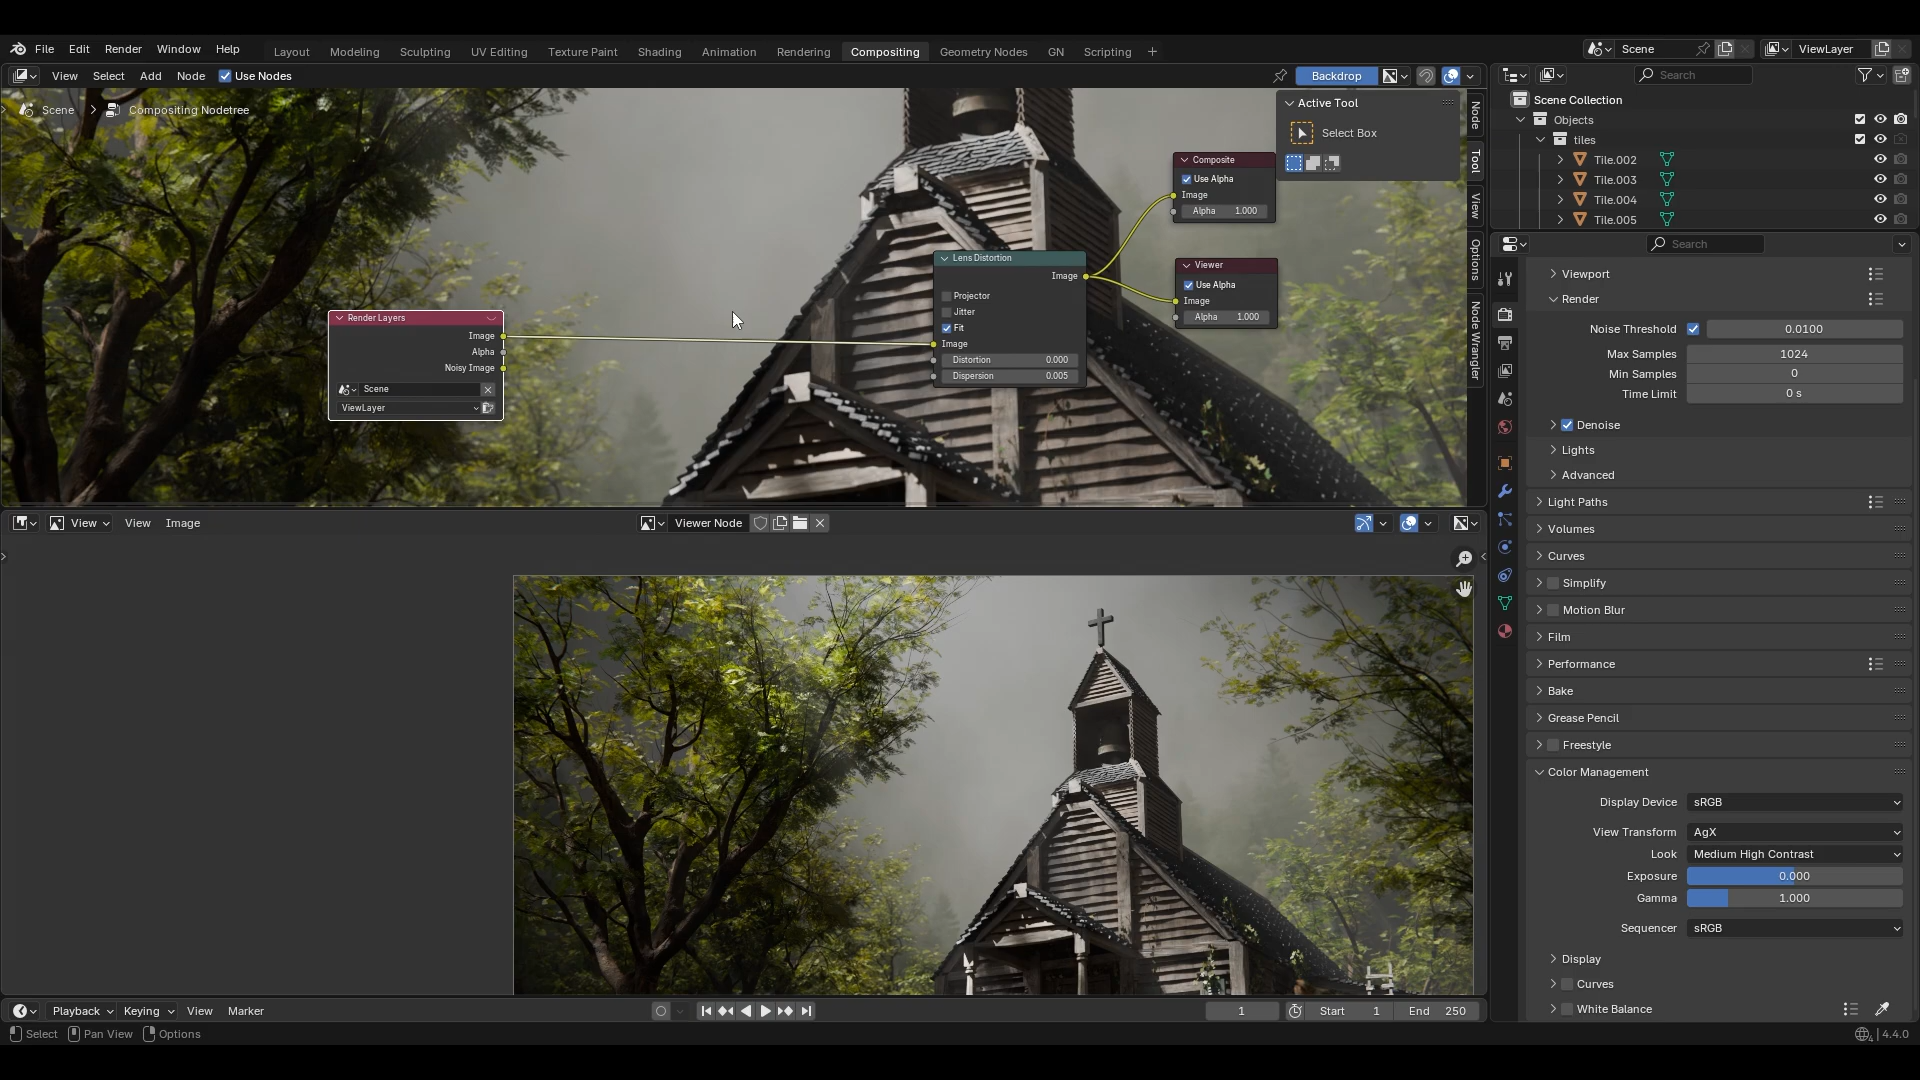 File Edit Render Window Help Layout Modeling Sculpting UV Editing Texture Paint Shading Animation Rendering Compositing Geometry Nodes GN Scripting Scene ViewLayer
View Select Add Node Use Nodes Backdrop Search
Scene Compositing Nodetree
Active Tool
Select Box
Node
Tool
View
Options
Node Wrangler
Composite
Use Alpha
Image
Alpha 1.000
Lens Distortion
Image
Projector
Jitter
Fit
Image
Distortion 0.000
Dispersion 0.005
Viewer
Use Alpha
Image
Alpha 1.000
Render Layers
Image
Alpha
Noisy Image
Scene
ViewLayer
Scene Collection
Objects
tiles
Tile.002
Tile.003
Tile.004
Tile.005
Search
Viewport
Render
Noise Threshold 0.0100
Max Samples 1024
Min Samples 0
Time Limit 0 s
Denoise
Lights
Advanced
Light Paths
Volumes
Curves
Simplify
Motion Blur
Film
Performance
Bake
Grease Pencil
Freestyle
Color Management
Display Device sRGB
View Transform AgX
Look Medium High Contrast
Exposure 0.000
Gamma 1.000
Sequencer sRGB
Display
Curves
White Balance
View View Image Viewer Node
Playback Keying View Marker 1 Start 1 End 250
Select Pan View Options 4.4.0